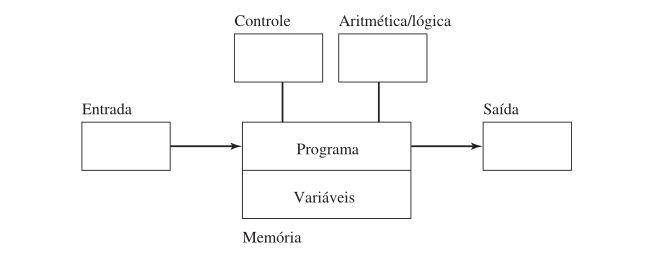 Controle
Aritmética/lógica
Entrada
Saída
Programa
Variáveis
Memória